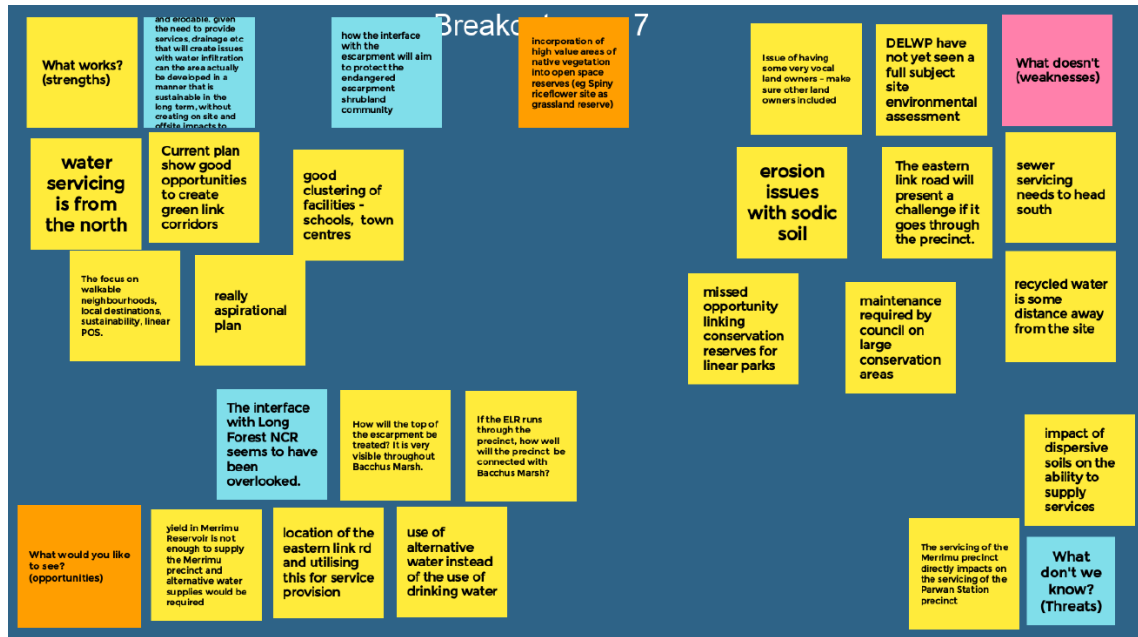 Breako
7
What works?
(strengths)
and erodable, given
the need to provide
services, drainage etc
that will create issues
with water infiltration
can the area actually
be developed in a
manner that is
sustainable in the
long term, without
creating on site and
offsite impacts to
how the interface
with the
escarpment will aim
to protect the
endangered
escarpment
shrubland
community
incorporation of
high value areas of
native vegetation
into open space
reserves (eg Spiny
riceflower site as
grassland reserve)
Issue of having
some very vocal
land owners - make
sure other land
owners included
DELWP have
not yet seen a
full subject
site
environmental
assessment
What doesn't
(weaknesses)
water
servicing
is from
the north
Current plan
show good
opportunities
to create
green link
corridors
good
clustering of
facilities -
schools, town
centres
erosion
issues
with sodic
soil
The eastern
link road will
present a
challenge if it
goes through
the precinct.
sewer
servicing
needs to head
south
The focus on
walkable
neighbourhoods,
local destinations,
sustainability, linear
POS.
really
aspirational
plan
missed
opportunity
linking
conservation
reserves for
linear parks
maintenance
required by
council on
large
conservation
areas
recycled water
is some
distance away
from the site
The interface
with Long
Forest NCR
seems to have
been
overlooked.
How will the top of
the escarpment be
treated? It is very
visible throughout
Bacchus Marsh.
If the ELR runs
through the
precinct, how well
will the precinct be
connected with
Bacchus Marsh?
impact of
dispersive
soils on the
ability to
supply
services
What would you like
to see?
(opportunities)
yield in Merrimu
Reservoir is not
enough to supply
the Merrimu
precinct and
alternative water
supplies would be
required
location of the
eastern link rd
and utilising
this for service
provision
use of
alternative
water instead
of the use of
drinking water
The servicing of the
Merrimu precinct
directly impacts on
the servicing of the
Parwan Station
precinct
What
don't we
know?
(Threats)